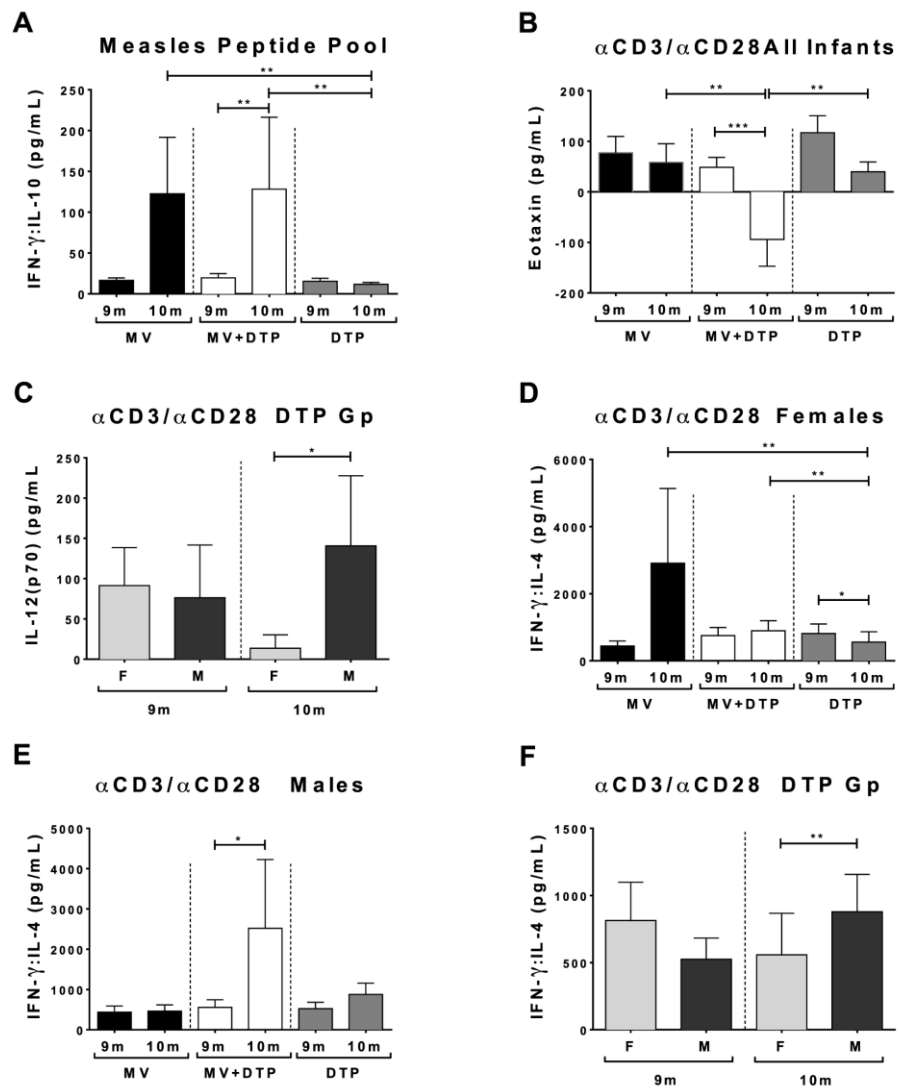 A
Measles Peptide Pool
IFN-γ:IL-10 (pg/mL)
250
200
150
100
50
0
**
**
**
9m 10m 9m 10m 9m 10m
MV MV+DTP DTP
B
αCD3/αCD28All Infants
Eotaxin (pg/mL)
200
100
0
-100
-200
**
**
***
9m 10m 9m 10m 9m 10m
MV MV+DTP DTP
C
αCD3/αCD28 DTP Gp
IL-12(p70) (pg/mL
250
200
150
100
50
0
*
F M F M
9m 10m
D
αCD3/αCD28 Females
IFN-γ:IL-4 (pg/mL)
6000
4000
2000
0
**
**
*
9m 10m 9m 10m 9m 10m
MV MV+DTP DTP
E
αCD3/αCD28 Males
IFN-γ:IL-4 (pg/mL)
5000
4000
3000
2000
1000
0
*
9m 10m 9m 10m 9m 10m
MV MV+DTP DTP
F
αCD3/αCD28 DTP Gp
IFN-γ:IL-4 (pg/mL)
1500
1000
500
0
**
F M F M
9m 10m